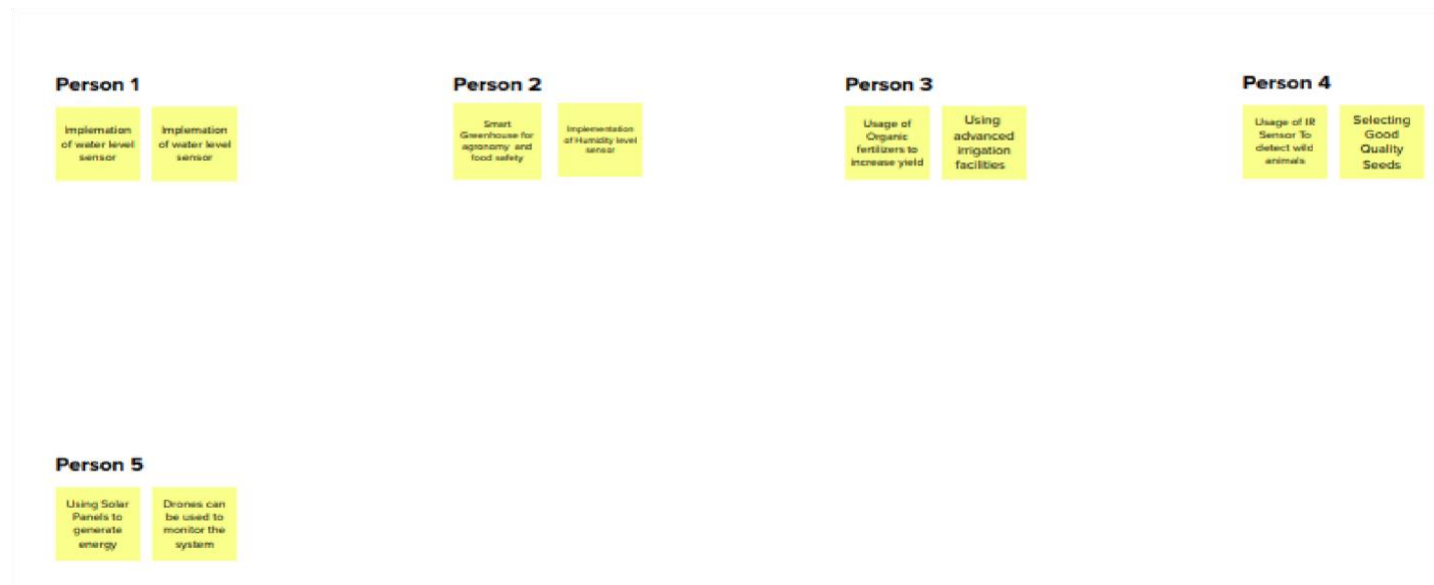 Person 1
Implemation
of water level
sensor
Implemation
of water level
sensor
Person 2
Smart
Greenhouse for
agronomy and
food safety
Implementation
of Humidity level
sensor
Person 3
Usage of
Organic
fertilizers to
increase yield
Using
advanced
irrigation
facilities
Person 4
Usage of IR
Sensor To
detect wild
animals
Selecting
Good
Quality
Seeds
Person 5
Using Solar
Panels to
generate
energy
Drones can
be used to
monitor the
system